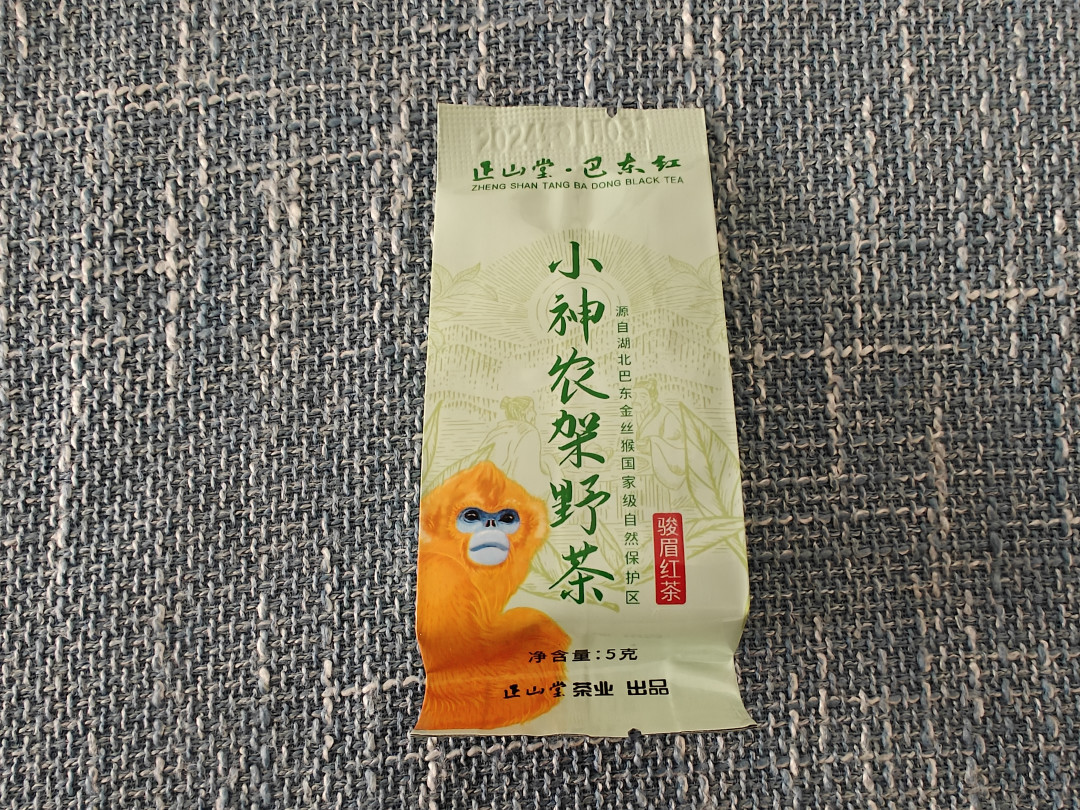 正山堂·巴东红
ZHENG SHAN TANG BA DONG BLACK TEA
小神农架野茶
源自湖北巴东金丝猴国家级自然保护区
骏眉红茶
净含量:5克
正山堂茶业 出品